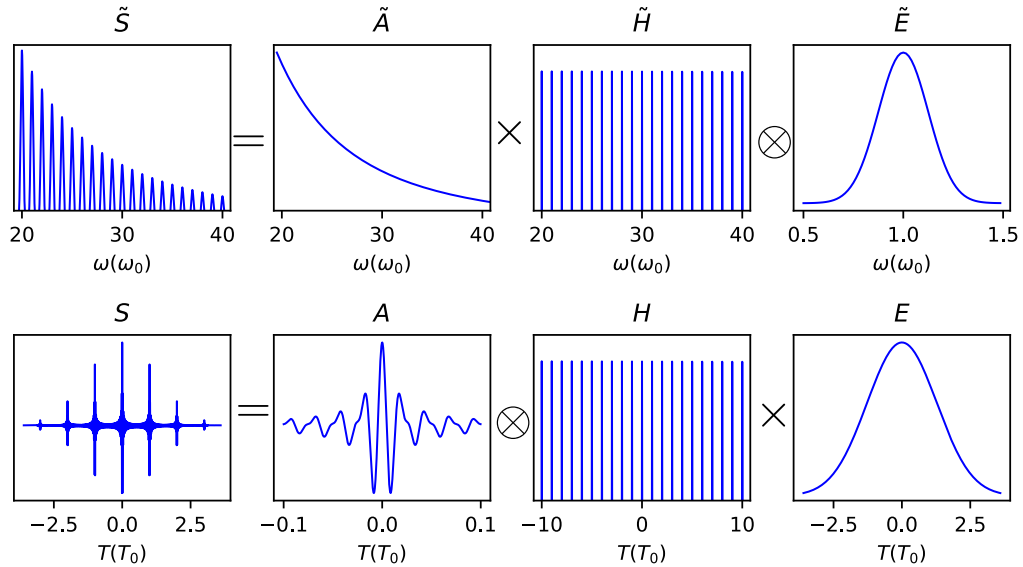 S̃ Ã H̃ Ẽ
= × ⊗
20 30 40 20 30 40 20 30 40 0.5 1.0 1.5
ω(ω₀) ω(ω₀) ω(ω₀) ω(ω₀)
S A H E
= ⊗ ×
−2.5 0.0 2.5 −0.1 0.0 0.1 −10 0 10 −2.5 0.0 2.5
T(T₀) T(T₀) T(T₀) T(T₀)